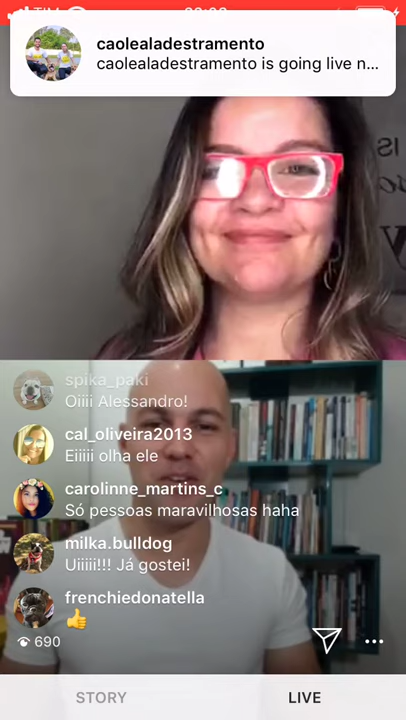 TIM
caolealadestramento
caolealadestramento is going live n...
spika_paki
Oiiii Alessandro!
cal_oliveira2013
Eiiiii olha ele
carolinne_martins_c
Só pessoas maravilhosas haha
milka.bulldog
Uiiiii!!! Já gostei!
frenchiedonatella
👍
690
STORY
LIVE